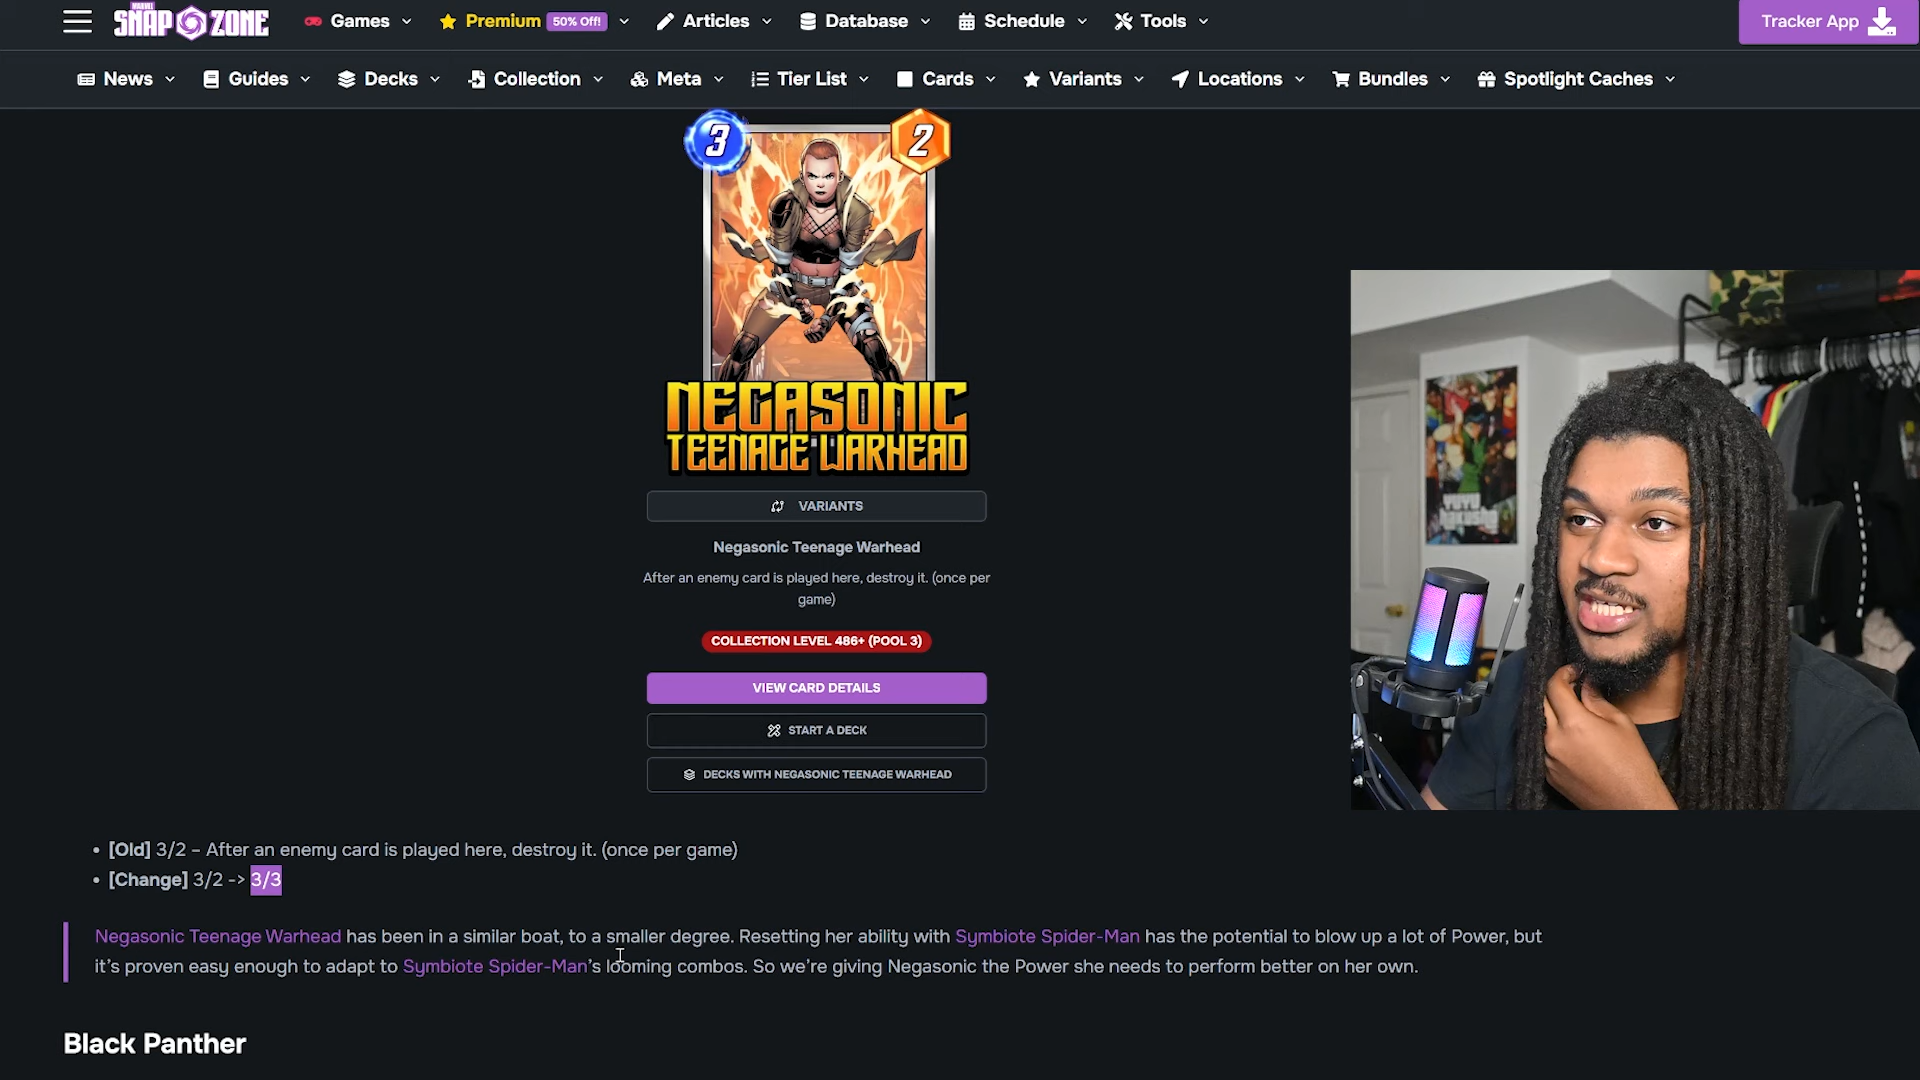 MARVEL
SNAP ZONE
Games
Premium 50% Off!
Articles
Database
Schedule
Tools
Tracker App
News
Guides
Decks
Collection
Meta
Tier List
Cards
Variants
Locations
Bundles
Spotlight Caches
3
2
NEGASONIC
TEENAGE WARHEAD
VARIANTS
Negasonic Teenage Warhead
After an enemy card is played here, destroy it. (once per
game)
COLLECTION LEVEL 486+ (POOL 3)
VIEW CARD DETAILS
START A DECK
DECKS WITH NEGASONIC TEENAGE WARHEAD
• [Old] 3/2 – After an enemy card is played here, destroy it. (once per game)
• [Change] 3/2 -> 3/3
Negasonic Teenage Warhead has been in a similar boat, to a smaller degree. Resetting her ability with Symbiote Spider-Man has the potential to blow up a lot of Power, but
it’s proven easy enough to adapt to Symbiote Spider-Man’s looming combos. So we’re giving Negasonic the Power she needs to perform better on her own.
Black Panther